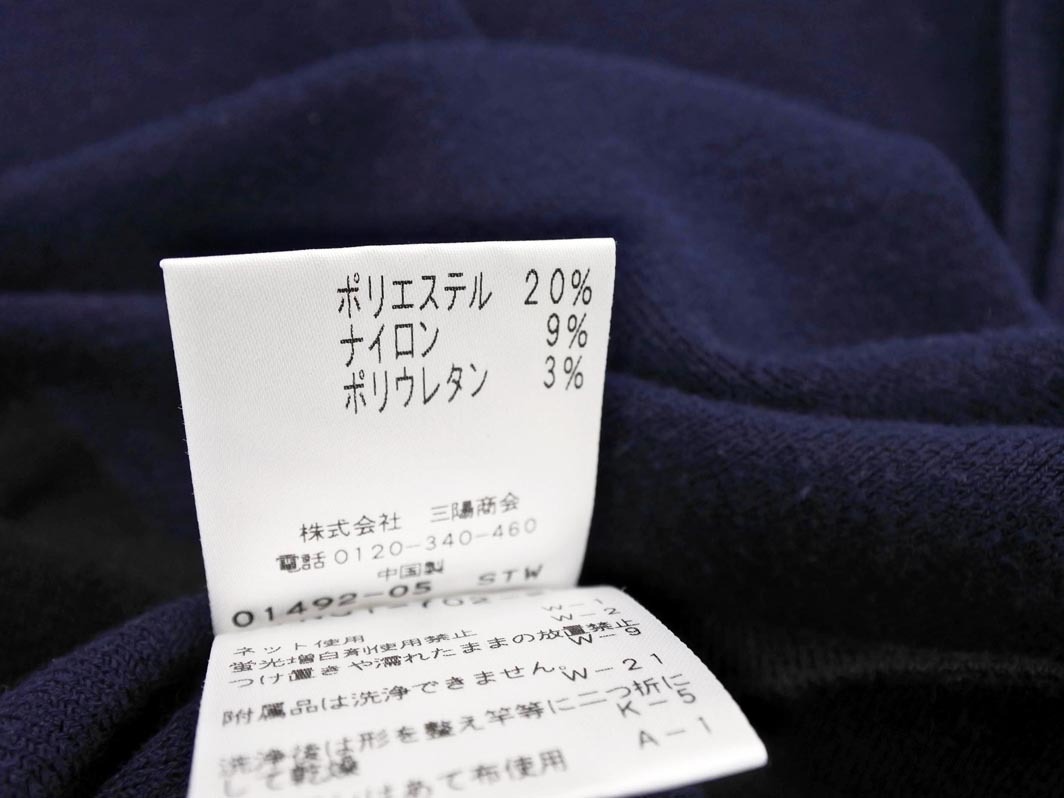 ポリエステル 20%
ナイロン 9%
ポリウレタン 3%
株式会社 三陽商会
電話0120-340-460
中国製
01492-05 STW
W-1
ネット使用 W-2
蛍光増白剤使用禁止
つけ置きや濡れたままの放置禁止
W-9
附属品は洗浄できません。W-21
洗浄後は形を整え竿等に二つ折に
して乾燥 K-5
はあて布使用 A-1